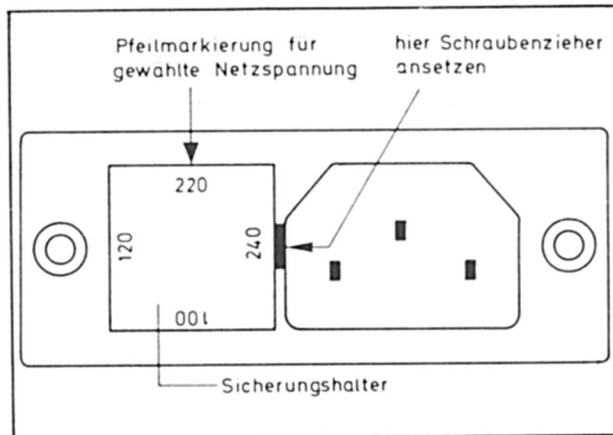 Pfeilmarkierung für
gewählte Netzspannung
hier Schraubenzieher
ansetzen
220
120
240
100
Sicherungshalter